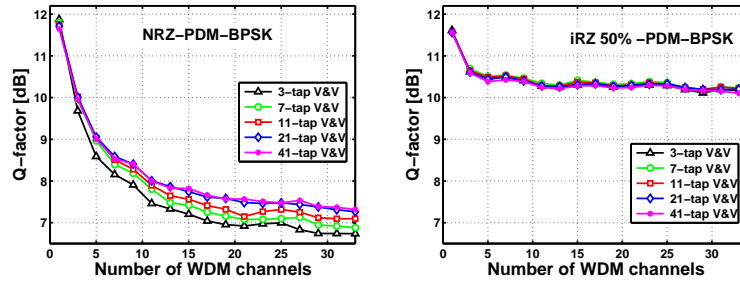 NRZ–PDM–BPSK
Q–factor [dB]
12
11
10
9
8
7
3–tap V&V
7–tap V&V
11–tap V&V
21–tap V&V
41–tap V&V
0 5 10 15 20 25 30
Number of WDM channels
iRZ 50% –PDM–BPSK
Q–factor [dB]
12
11
10
9
8
7
3–tap V&V
7–tap V&V
11–tap V&V
21–tap V&V
41–tap V&V
0 5 10 15 20 25 30
Number of WDM channels